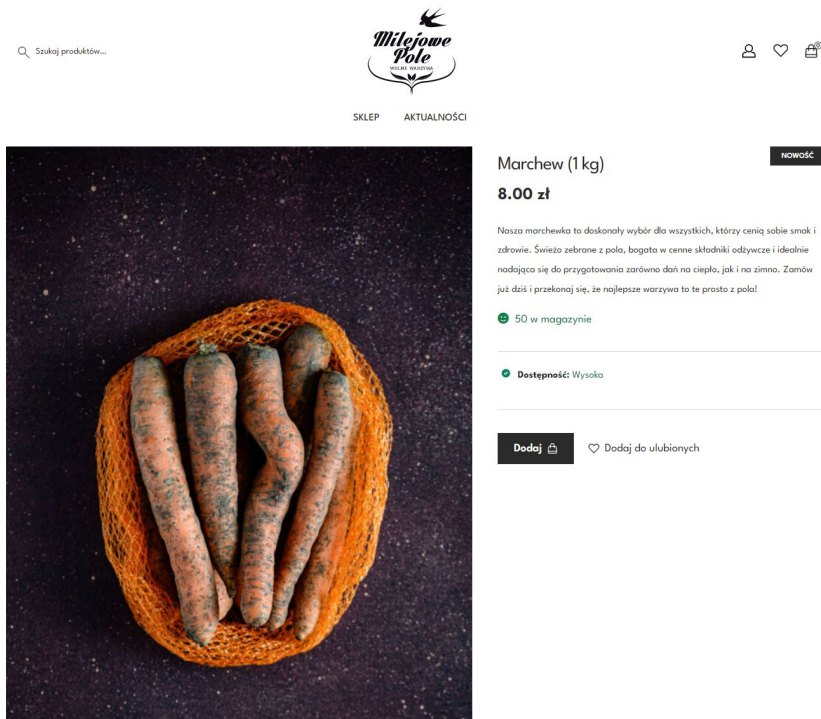 Szukaj produktów...
Milejowe
Pole
WOLNE WARZYWA
0
SKLEP AKTUALNOŚCI
Marchew (1 kg)
NOWOŚĆ
8.00 zł
Nasza marchewka to doskonały wybór dla wszystkich, którzy cenią sobie smak i
zdrowie. Świeżo zebrane z pola, bogata w cenne składniki odżywcze i idealnie
nadająca się do przygotowania zarówno dań na ciepło, jak i na zimno. Zamów
już dziś i przekonaj się, że najlepsze warzywa to te prosto z pola!
50 w magazynie
Dostępność: Wysoka
Dodaj
Dodaj do ulubionych